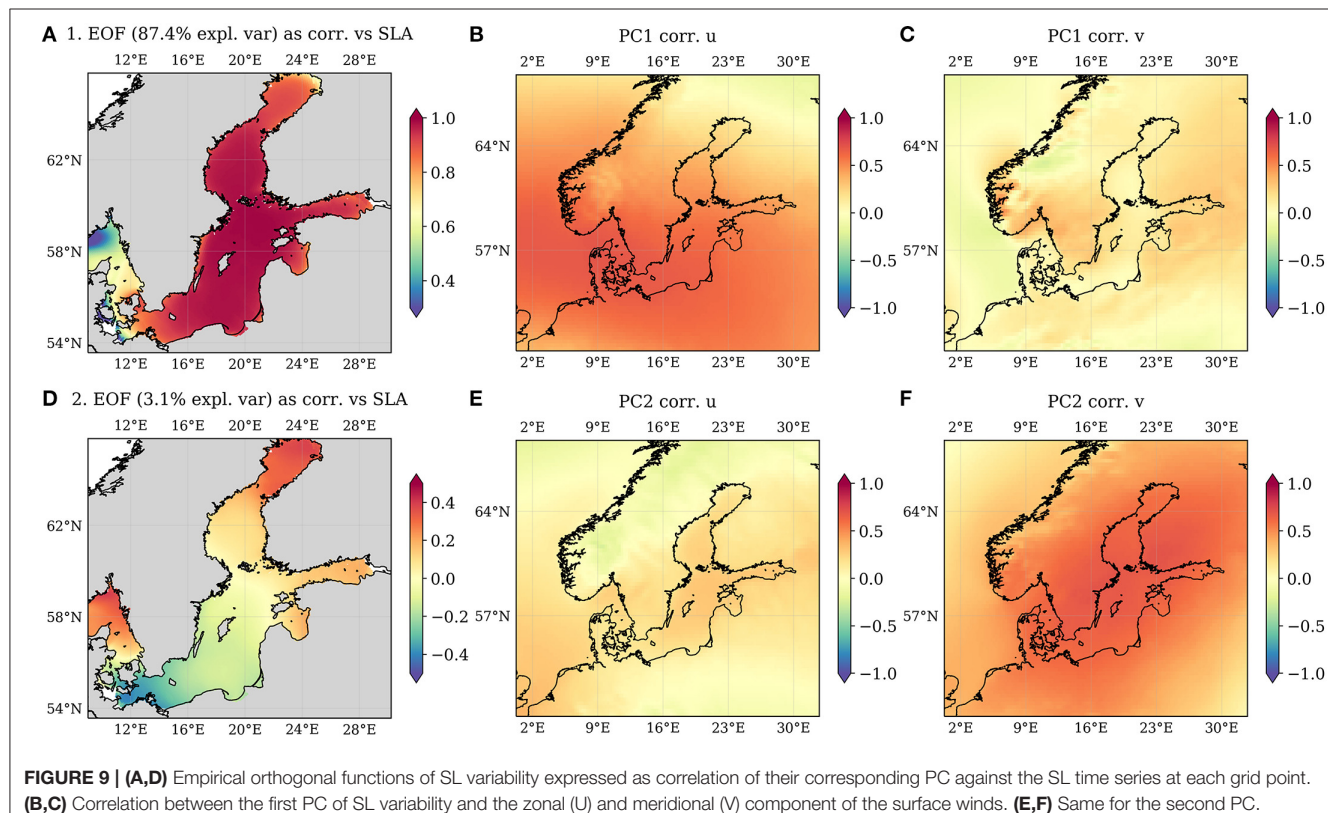 A 1. EOF (87.4% expl. var) as corr. vs SLA
12°E 16°E 20°E 24°E 28°E
62°N
58°N
54°N
1.0
0.8
0.6
0.4
B PC1 corr. u
2°E 9°E 16°E 23°E 30°E
64°N
57°N
2°E 9°E 16°E 23°E 30°E
1.0
0.5
0.0
−0.5
−1.0
C PC1 corr. v
2°E 9°E 16°E 23°E 30°E
64°N
57°N
2°E 9°E 16°E 23°E 30°E
1.0
0.5
0.0
−0.5
−1.0
D 2. EOF (3.1% expl. var) as corr. vs SLA
12°E 16°E 20°E 24°E 28°E
62°N
58°N
54°N
12°E 16°E 20°E 24°E 28°E
0.4
0.2
0.0
−0.2
−0.4
E PC2 corr. u
2°E 9°E 16°E 23°E 30°E
64°N
57°N
2°E 9°E 16°E 23°E 30°E
1.0
0.5
0.0
−0.5
−1.0
F PC2 corr. v
2°E 9°E 16°E 23°E 30°E
64°N
57°N
2°E 9°E 16°E 23°E 30°E
1.0
0.5
0.0
−0.5
−1.0
12°E 16°E 20°E 24°E 28°E
FIGURE 9 | (A,D) Empirical orthogonal functions of SL variability expressed as correlation of their corresponding PC against the SL time series at each grid point.
(B,C) Correlation between the first PC of SL variability and the zonal (U) and meridional (V) component of the surface winds. (E,F) Same for the second PC.